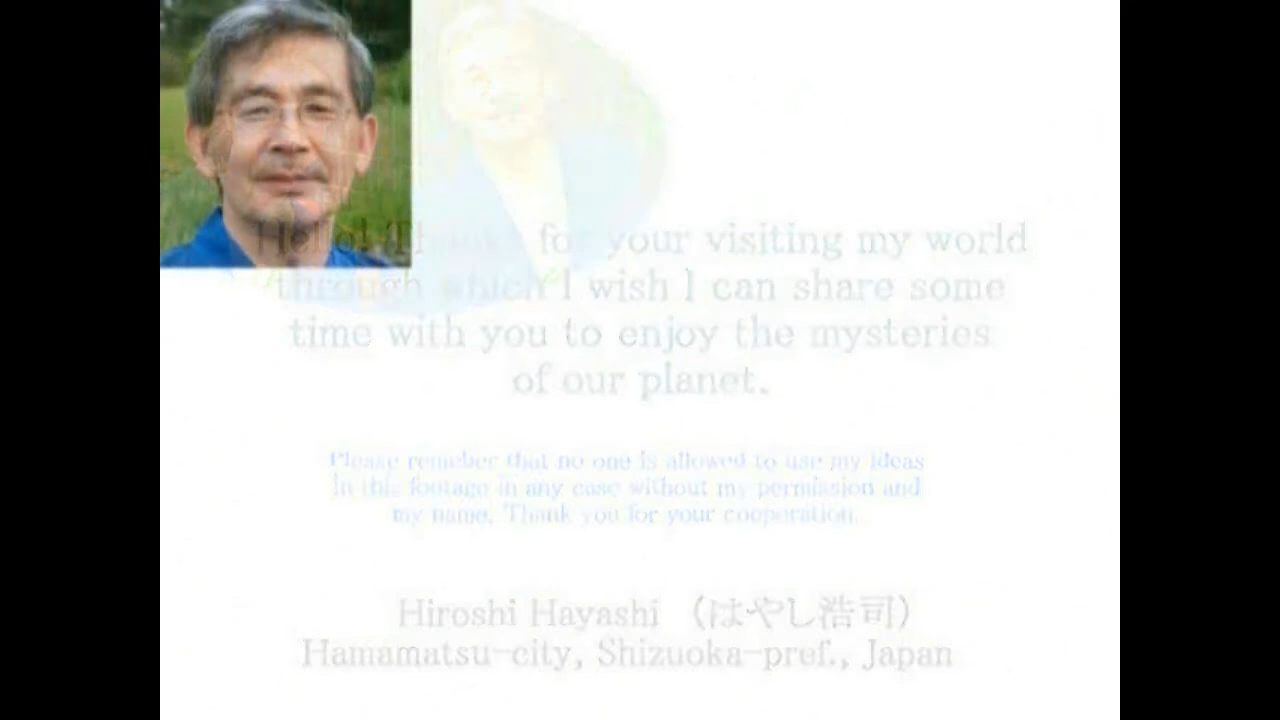 Hello! Thanks for your visiting my world
through which I wish I can share some
time with you to enjoy the mysteries
of our planet.
Please remeber that no one is allowed to use my ideas
In this footage in any case without my permission and
my name. Thank you for your cooperation.
Hiroshi Hayashi （はやし浩司）
Hamamatsu-city, Shizuoka-pref., Japan